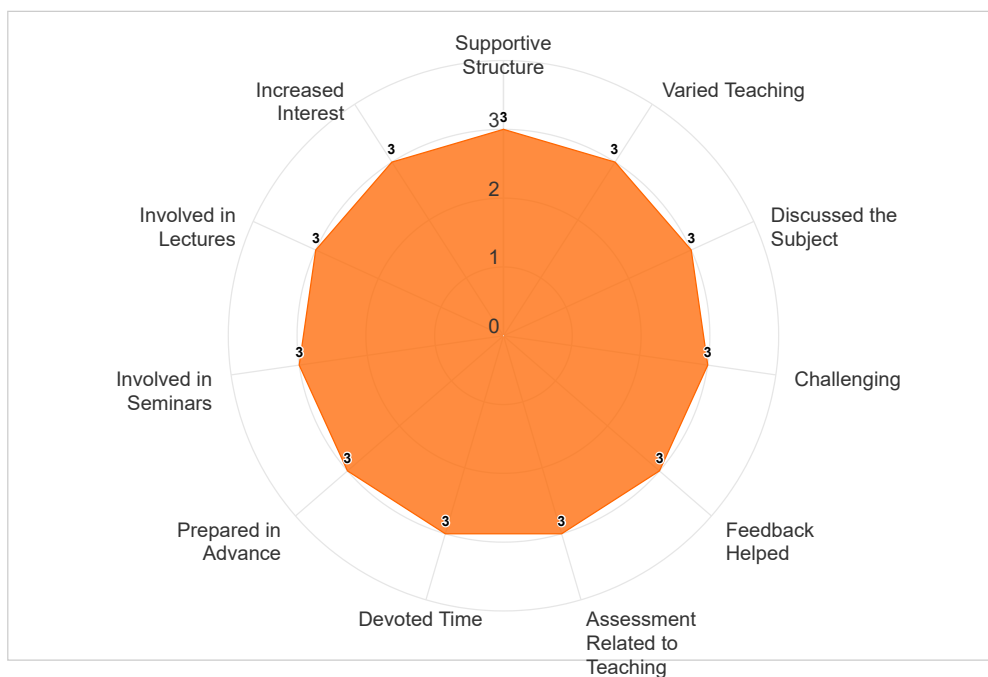 Supportive
Structure
Increased
Interest
Varied Teaching
3
3
3
3
2
Involved in
Lectures
3
3
Discussed the
Subject
1
0
Involved in
Seminars
3
3
Challenging
3
3
Prepared in
Advance
3
3
Feedback
Helped
Devoted Time
Assessment
Related to
Teaching